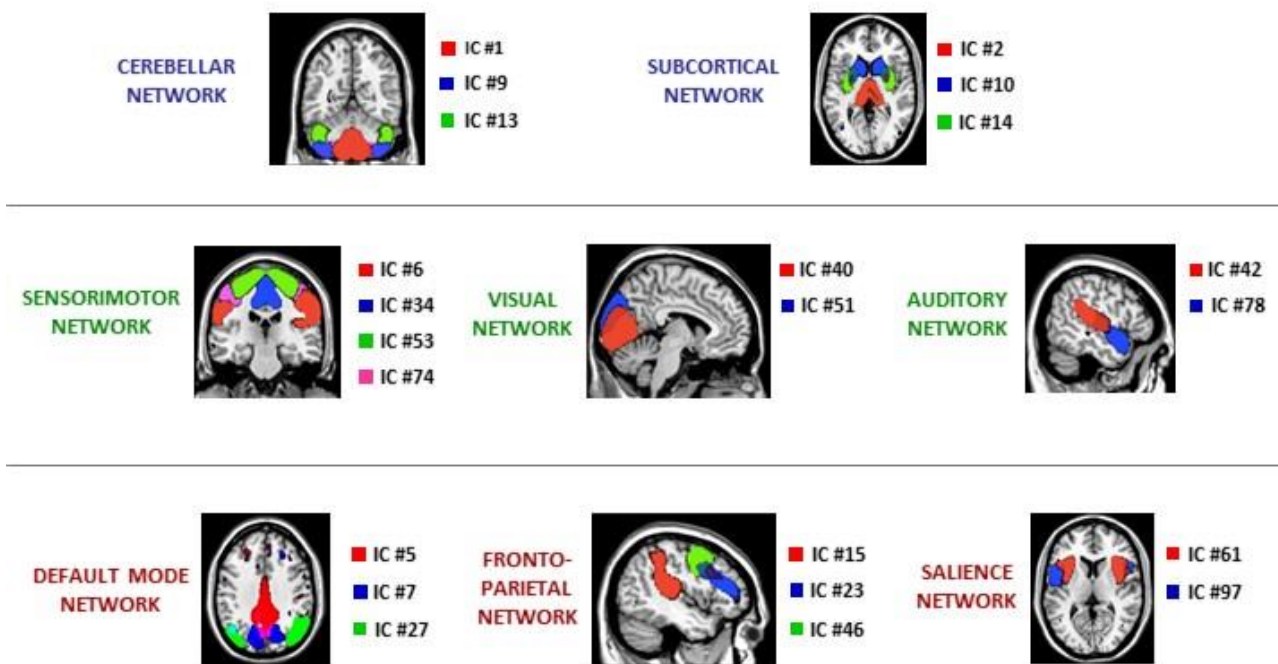 CEREBELLAR
NETWORK
IC #1
IC #9
IC #13
SUBCORTICAL
NETWORK
IC #2
IC #10
IC #14
SENSORIMOTOR
NETWORK
IC #6
IC #34
IC #53
IC #74
VISUAL
NETWORK
IC #40
IC #51
AUDITORY
NETWORK
IC #42
IC #78
DEFAULT MODE
NETWORK
IC #5
IC #7
IC #27
FRONTO-
PARIETAL
NETWORK
IC #15
IC #23
IC #46
SALIENCE
NETWORK
IC #61
IC #97